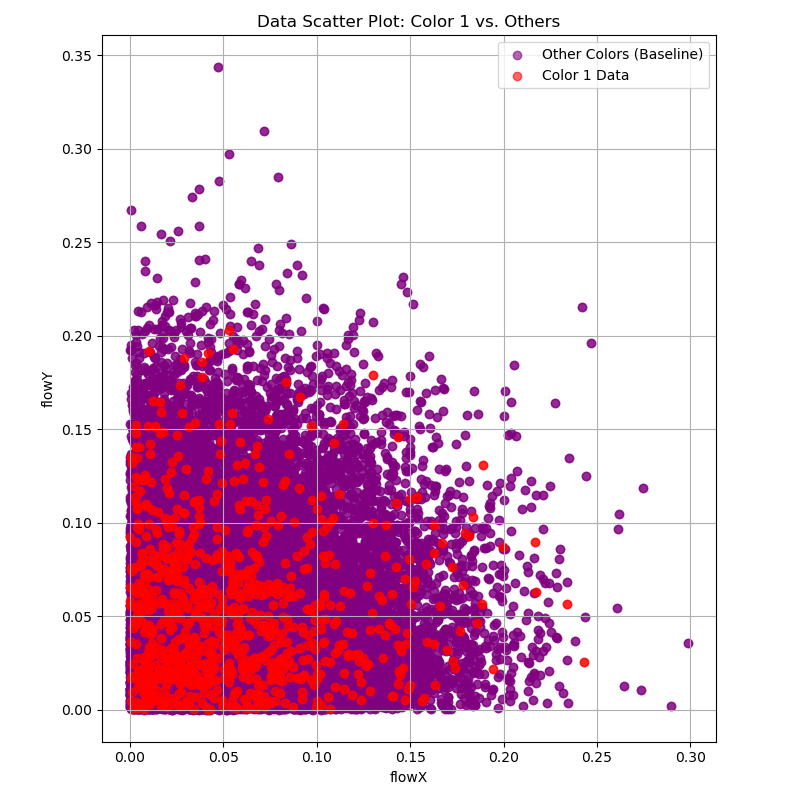 Data Scatter Plot: Color 1 vs. Others
Other Colors (Baseline)
Color 1 Data
0.35
0.30
0.25
0.20
0.15
0.10
0.05
0.00
flowY
0.00 0.05 0.10 0.15 0.20 0.25 0.30
flowX